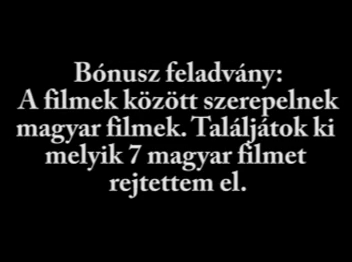 Bónusz feladvány:
A filmek között szerepelnek
magyar filmek. Találjátok ki
melyik 7 magyar filmet
rejtettem el.